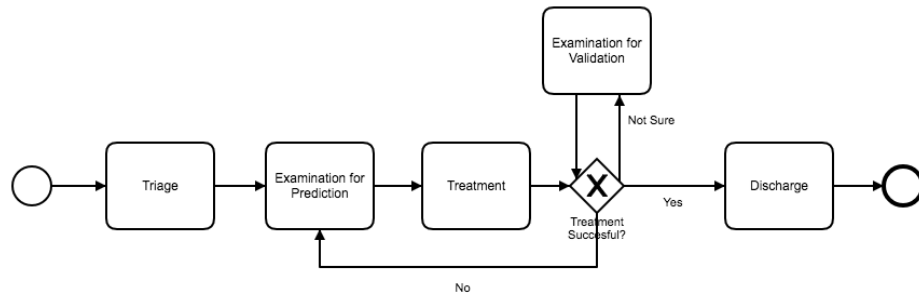 Examination for
Validation
Not Sure
Triage
Examination for
Prediction
Treatment
Discharge
Yes
Treatment
Succesful?
No